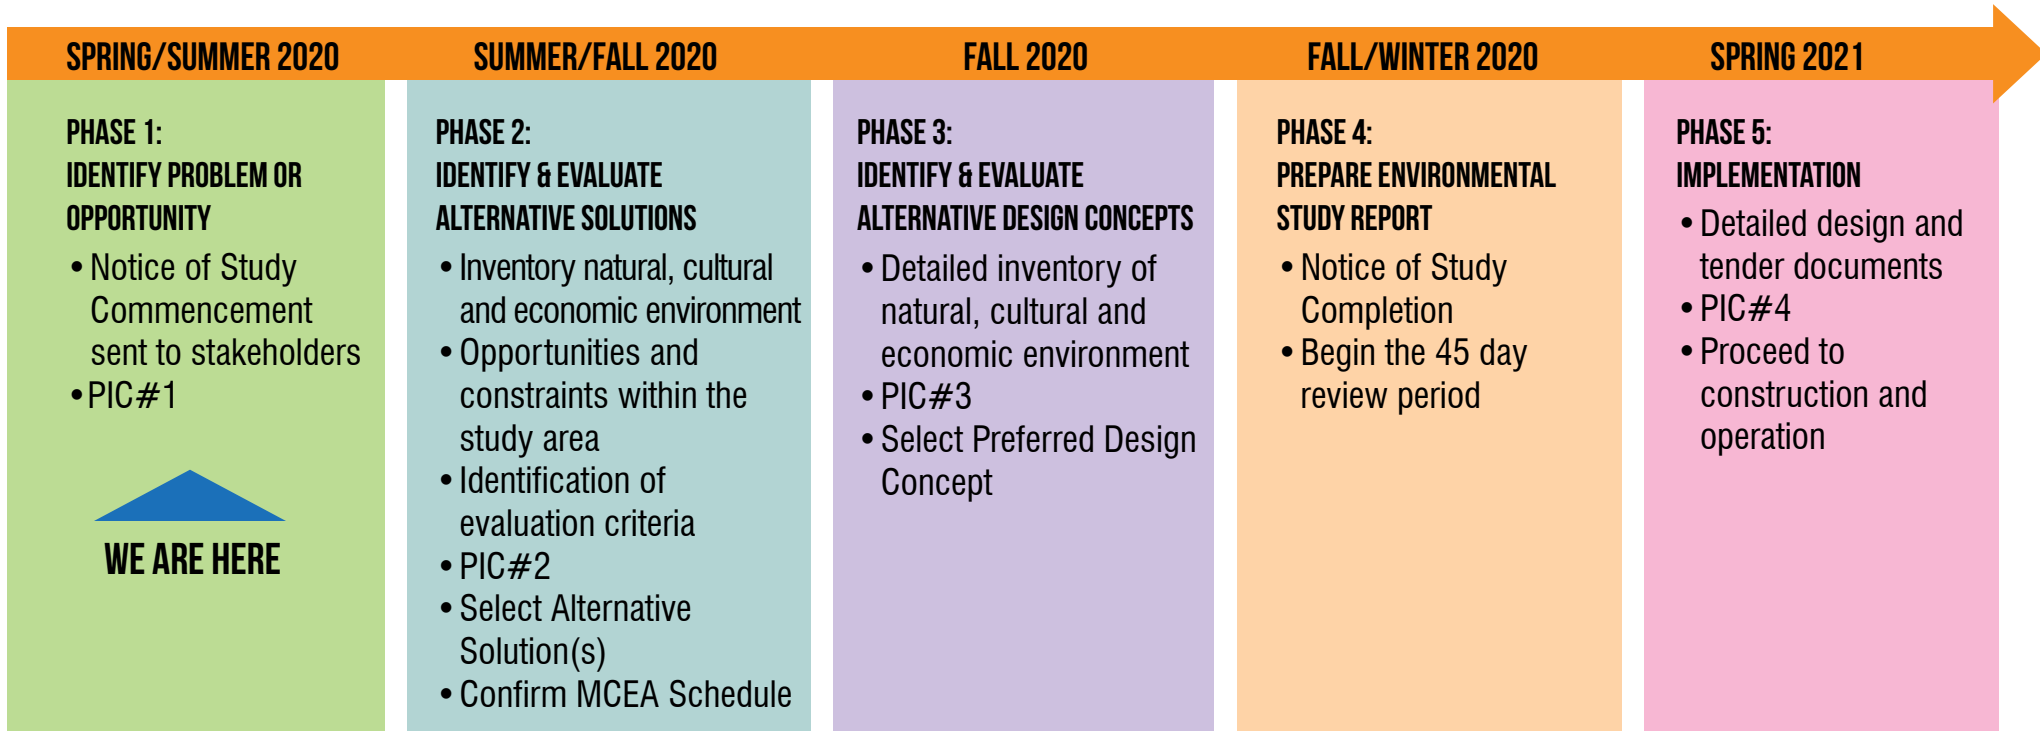 SPRING/SUMMER 2020
SUMMER/FALL 2020
FALL 2020
FALL/WINTER 2020
SPRING 2021
PHASE 1:
IDENTIFY PROBLEM OR
OPPORTUNITY
• Notice of Study
Commencement
sent to stakeholders
• PIC#1
WE ARE HERE
PHASE 2:
IDENTIFY & EVALUATE
ALTERNATIVE SOLUTIONS
• Inventory natural, cultural
and economic environment
• Opportunities and
constraints within the
study area
• Identification of
evaluation criteria
• PIC#2
• Select Alternative
Solution(s)
• Confirm MCEA Schedule
PHASE 3:
IDENTIFY & EVALUATE
ALTERNATIVE DESIGN CONCEPTS
• Detailed inventory of
natural, cultural and
economic environment
• PIC#3
• Select Preferred Design
Concept
PHASE 4:
PREPARE ENVIRONMENTAL
STUDY REPORT
• Notice of Study
Completion
• Begin the 45 day
review period
PHASE 5:
IMPLEMENTATION
• Detailed design and
tender documents
• PIC#4
• Proceed to
construction and
operation